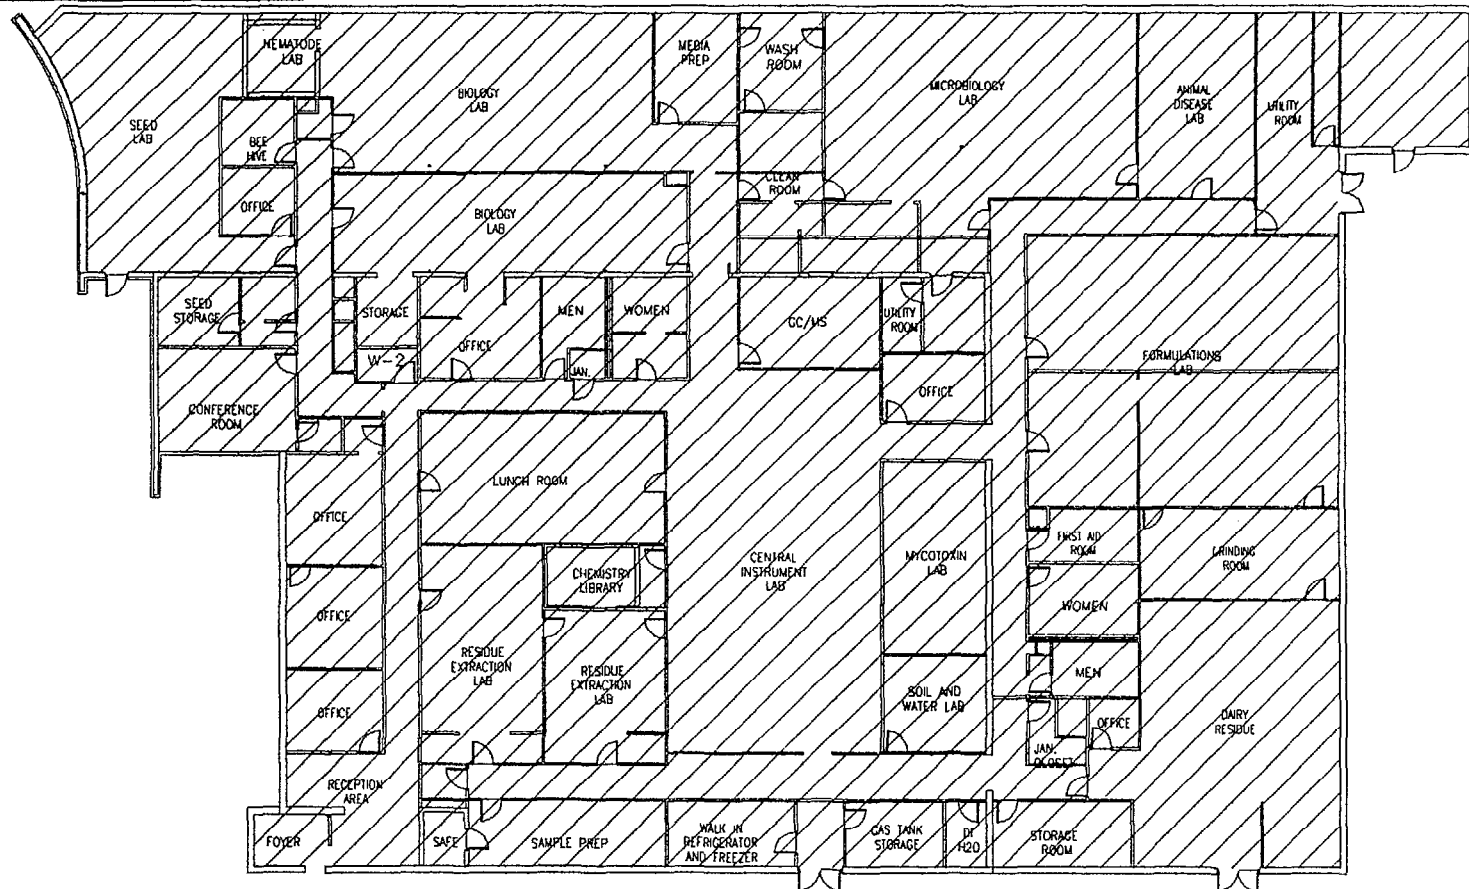 NEMATODE
LAB
MEDIA
PREP
WASH
ROOM
BIOLOGY
LAB
MICROBIOLOGY
LAB
ANIMAL
DISEASE
LAB
UTILITY
ROOM
SEED
LAB
BEE
HIVE
CLEAN
ROOM
OFFICE
BIOLOGY
LAB
SEED
STORAGE
STORAGE
MEN
WOMEN
GC/MS
UTILITY
ROOM
OFFICE
W-2
JAN.
FORMULATIONS
LAB
OFFICE
CONFERENCE
ROOM
LUNCH ROOM
OFFICE
FIRST AID
ROOM
GRINDING
ROOM
CENTRAL
INSTRUMENT
LAB
MYCOTOXIN
LAB
CHEMISTRY
LIBRARY
OFFICE
WOMEN
RESIDUE
EXTRACTION
LAB
RESIDUE
EXTRACTION
LAB
MEN
SOIL AND
WATER LAB
OFFICE
OFFICE
DAIRY
RESIDUE
JAN.
CLOSET
RECEPTION
AREA
FOYER
SAFE
SAMPLE PREP
WALK IN
REFRIGERATOR
AND FREEZER
GAS TANK
STORAGE
DI
H2O
STORAGE
ROOM